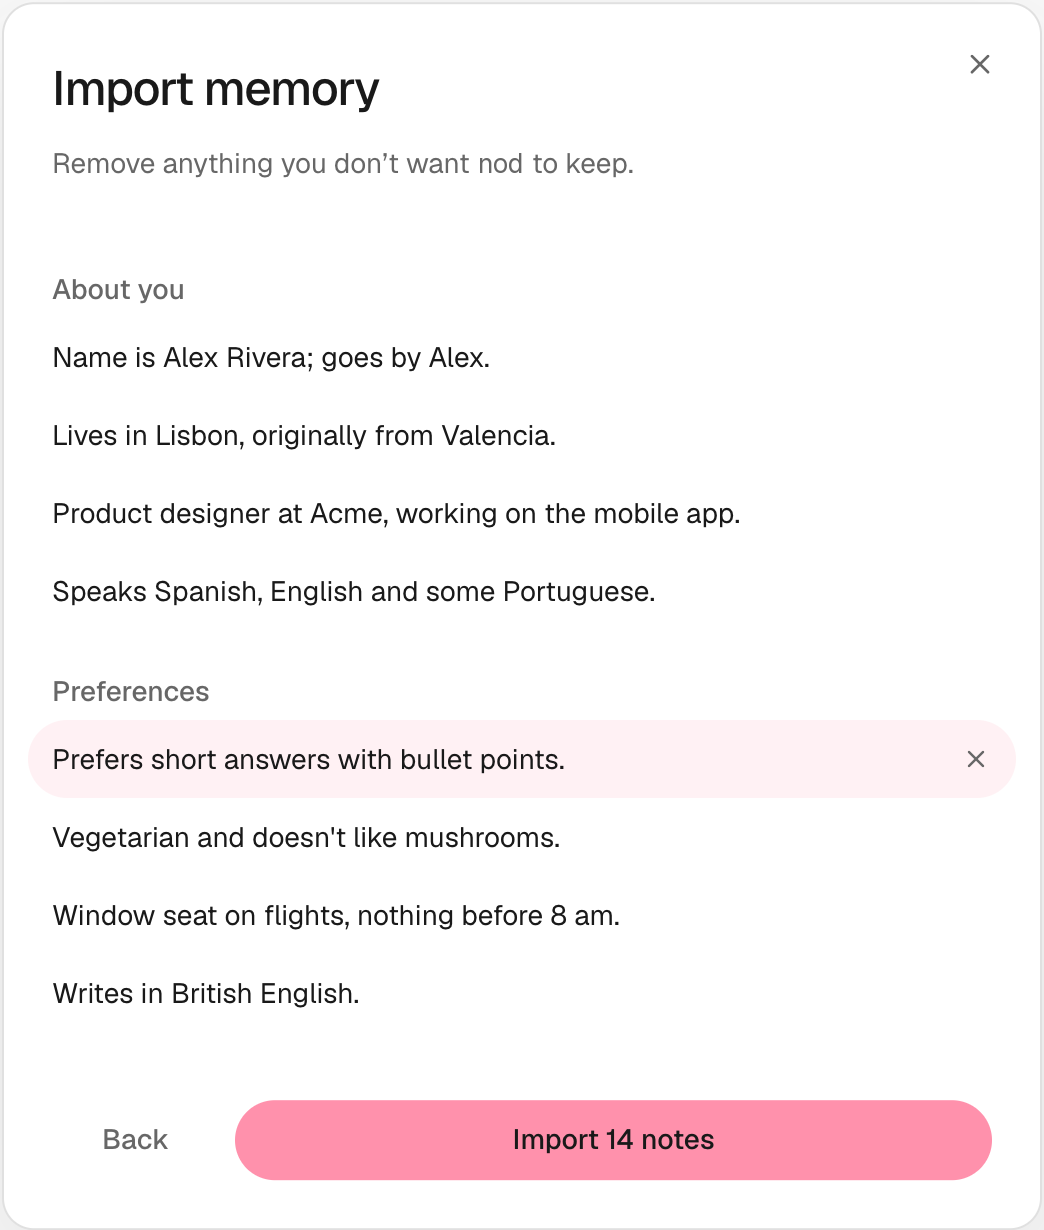 Import memory
Remove anything you don’t want nod to keep.
About you
Name is Alex Rivera; goes by Alex.
Lives in Lisbon, originally from Valencia.
Product designer at Acme, working on the mobile app.
Speaks Spanish, English and some Portuguese.
Preferences
Prefers short answers with bullet points.
Vegetarian and doesn't like mushrooms.
Window seat on flights, nothing before 8 am.
Writes in British English.
Back
Import 14 notes